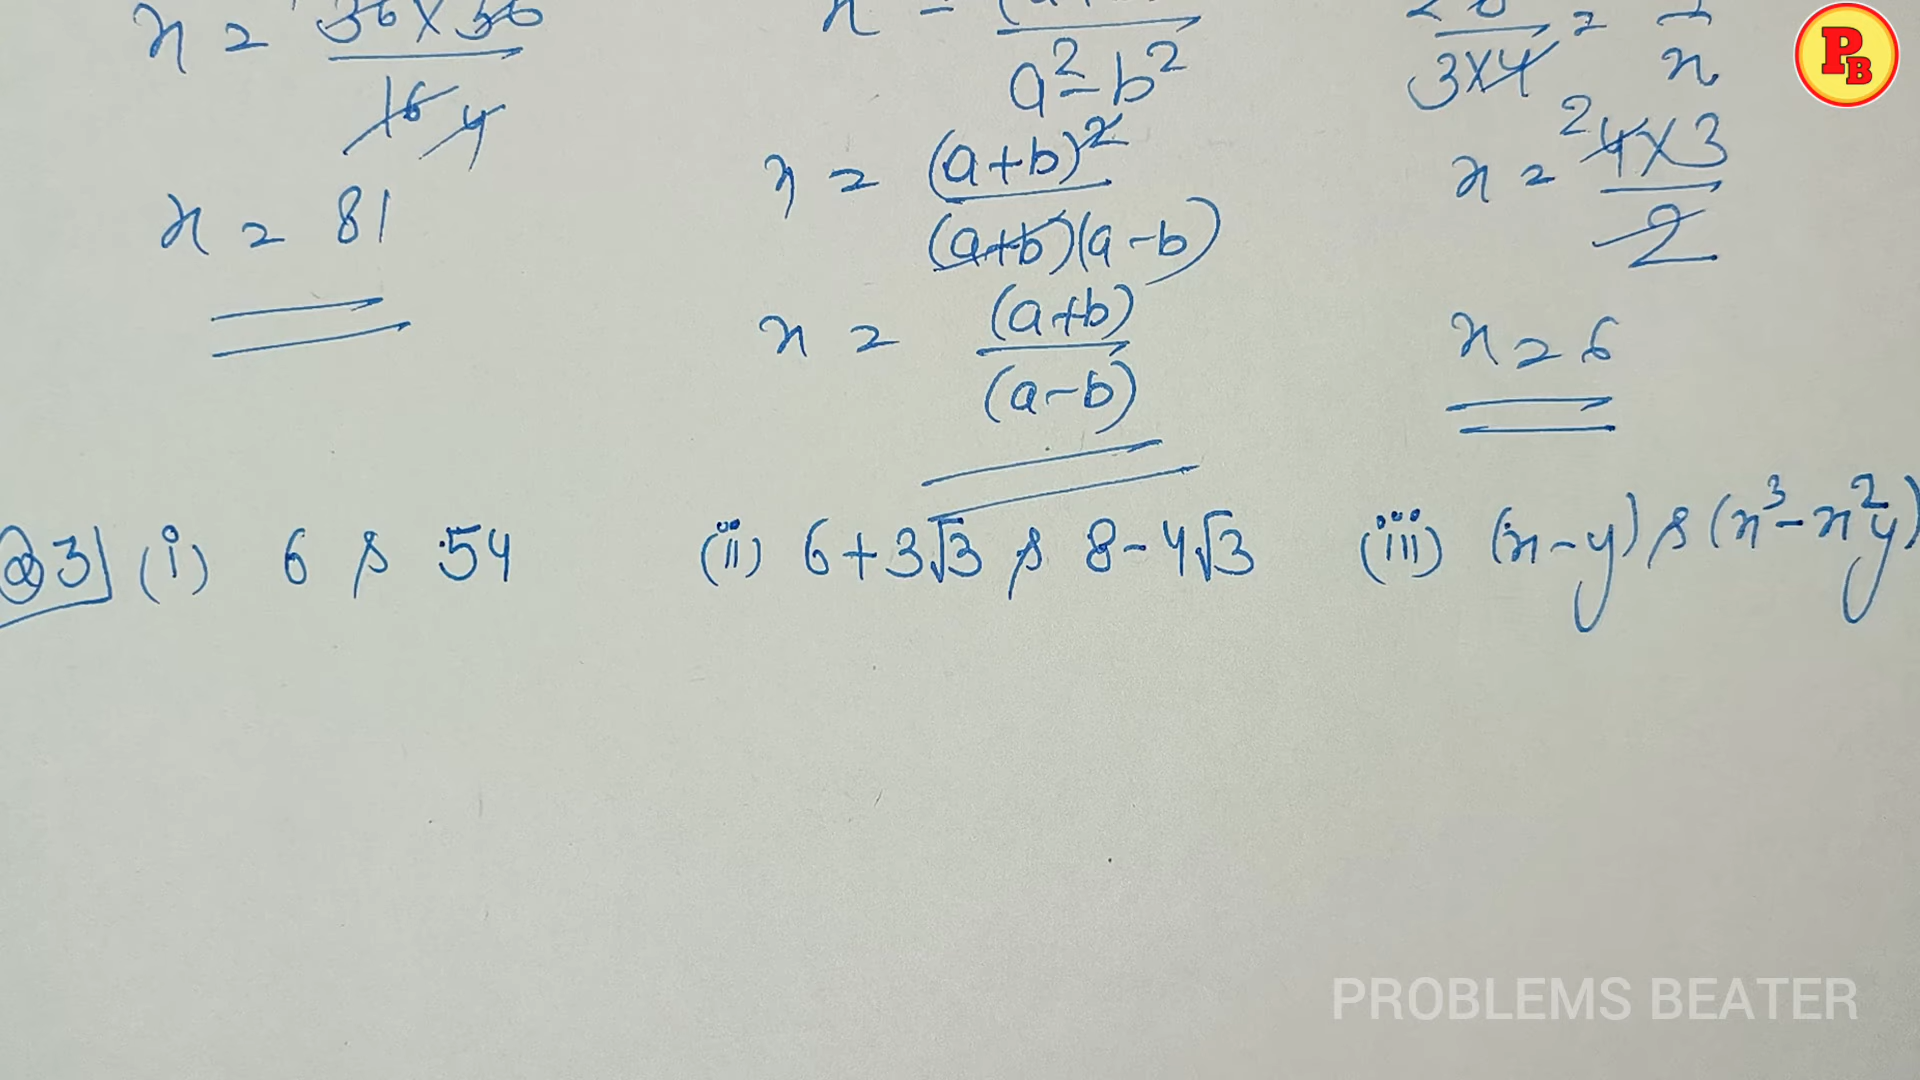 x = 36 × 36
16 4
x = 81
a² - b²
x = (a+b)²
(a+b)(a-b)
x = (a+b)
(a-b)
3×4 = x
x = 2 4×3
2
x = 6
Q3] (i) 6 & 54 (ii) 6+3√3 & 8-4√3 (iii) (x-y) & (x³-x²y)
PB
PROBLEMS BEATER